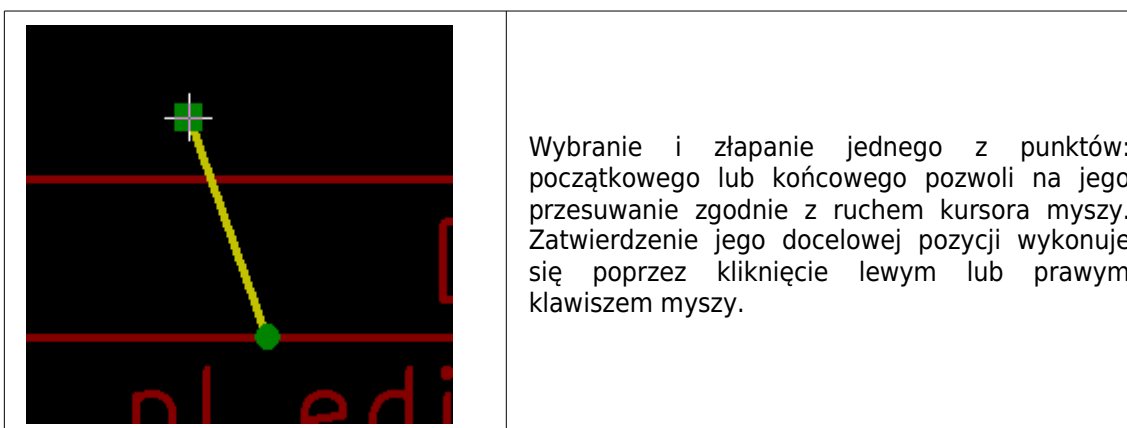 pl_edi
Wybranie i złapanie jednego z punktów:
początkowego lub końcowego pozwoli na jego
przesuwanie zgodnie z ruchem kursora myszy.
Zatwierdzenie jego docelowej pozycji wykonuje
się poprzez kliknięcie lewym lub prawym
klawiszem myszy.